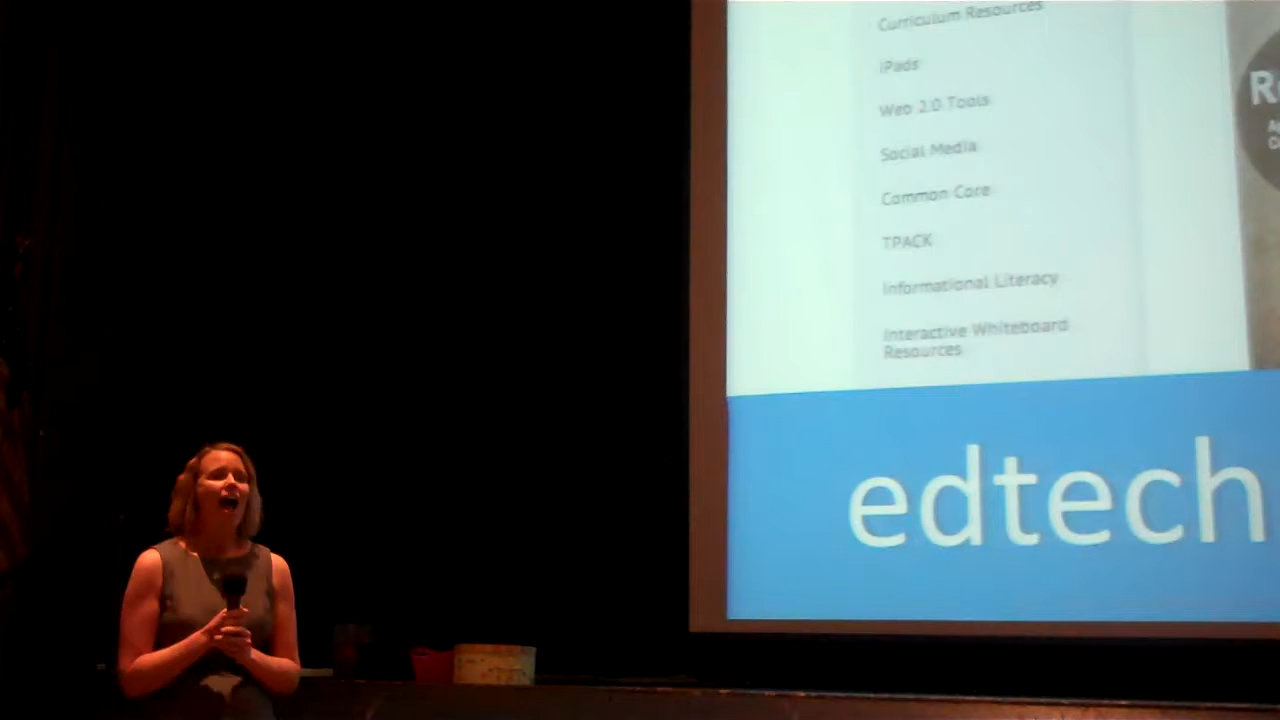 Curriculum Resources
iPads
Web 2.0 Tools
Social Media
Common Core
TPACK
Informational Literacy
Interactive Whiteboard
Resources
edtech